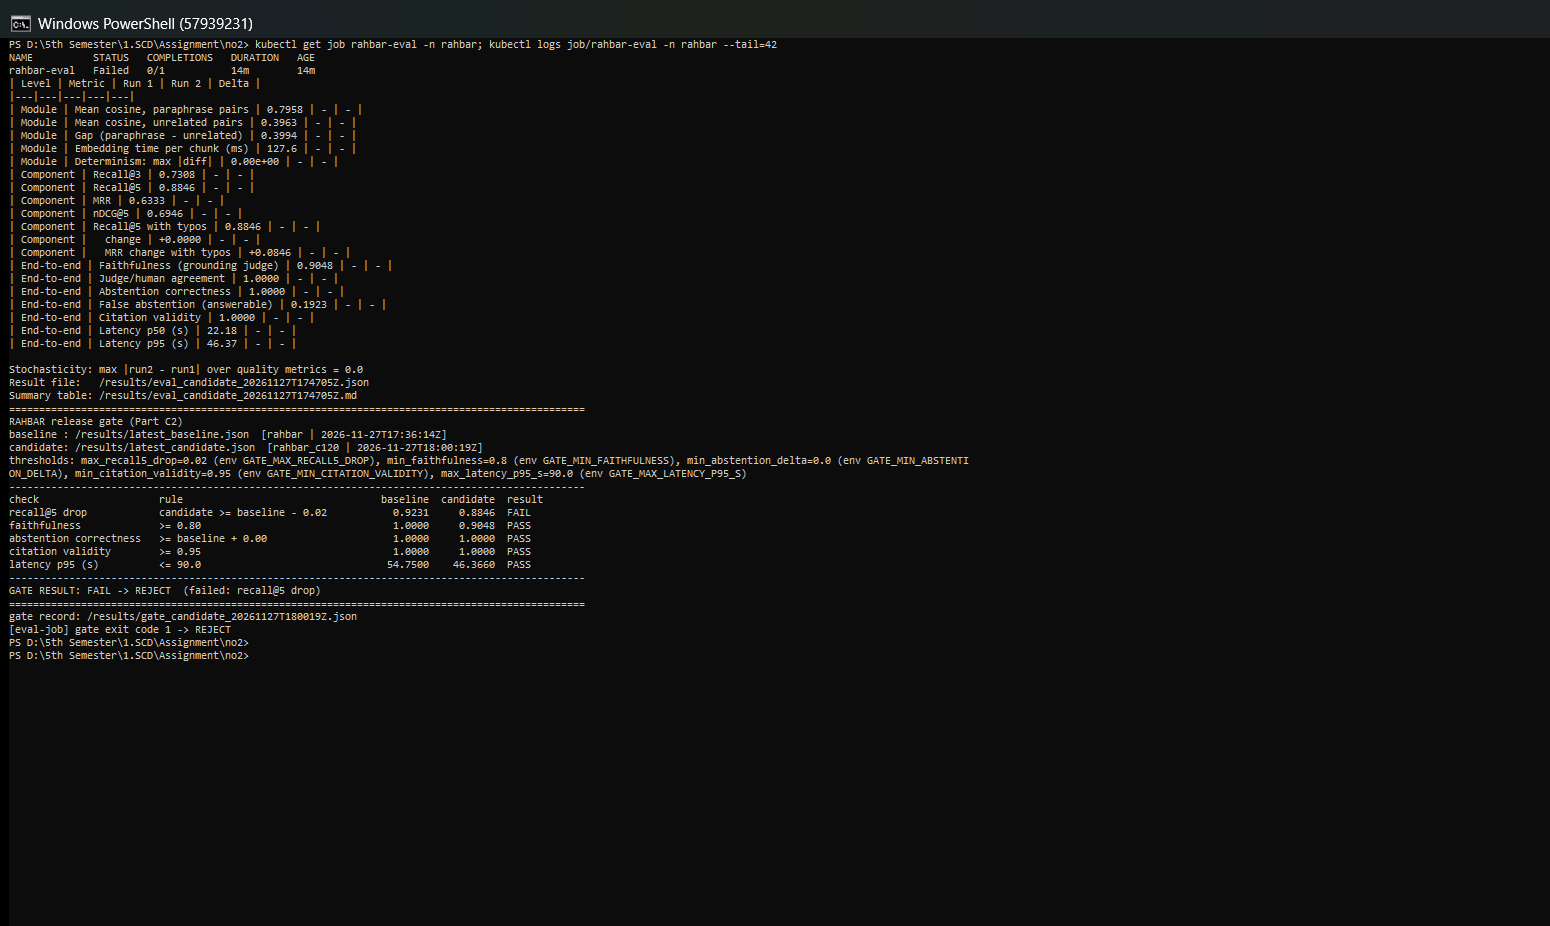 Windows PowerShell (57939231)
PS D:\5th Semester\1.SCD\Assignment\no2> kubectl get job rahbar-eval -n rahbar; kubectl logs job/rahbar-eval -n rahbar --tail=42
NAME STATUS COMPLETIONS DURATION AGE
rahbar-eval Failed 0/1 14m 14m
| Level | Metric | Run 1 | Run 2 | Delta |
|---|---|---|---|---|
| Module | Mean cosine, paraphrase pairs | 0.7958 | - | - |
| Module | Mean cosine, unrelated pairs | 0.3963 | - | - |
| Module | Gap (paraphrase - unrelated) | 0.3994 | - | - |
| Module | Embedding time per chunk (ms) | 127.6 | - | - |
| Module | Determinism: max |diff| | 0.00e+00 | - | - |
| Component | Recall@3 | 0.7308 | - | - |
| Component | Recall@5 | 0.8846 | - | - |
| Component | MRR | 0.6333 | - | - |
| Component | nDCG@5 | 0.6946 | - | - |
| Component | Recall@5 with typos | 0.8846 | - | - |
| Component |   change | +0.0000 | - | - |
| Component |   MRR change with typos | +0.0846 | - | - |
| End-to-end | Faithfulness (grounding judge) | 0.9048 | - | - |
| End-to-end | Judge/human agreement | 1.0000 | - | - |
| End-to-end | Abstention correctness | 1.0000 | - | - |
| End-to-end | False abstention (answerable) | 0.1923 | - | - |
| End-to-end | Citation validity | 1.0000 | - | - |
| End-to-end | Latency p50 (s) | 22.18 | - | - |
| End-to-end | Latency p95 (s) | 46.37 | - | - |
Stochasticity: max |run2 - run1| over quality metrics = 0.0
Result file:   /results/eval_candidate_20261127T174705Z.json
Summary table: /results/eval_candidate_20261127T174705Z.md
================================================================================================
RAHBAR release gate (Part C2)
baseline : /results/latest_baseline.json  [rahbar | 2026-11-27T17:36:14Z]
candidate: /results/latest_candidate.json  [rahbar_c120 | 2026-11-27T18:00:19Z]
thresholds: max_recall5_drop=0.02 (env GATE_MAX_RECALL5_DROP), min_faithfulness=0.8 (env GATE_MIN_FAITHFULNESS), min_abstention_delta=0.0 (env GATE_MIN_ABSTENTI
ON_DELTA), min_citation_validity=0.95 (env GATE_MIN_CITATION_VALIDITY), max_latency_p95_s=90.0 (env GATE_MAX_LATENCY_P95_S)
------------------------------------------------------------------------------------------------
check rule baseline candidate result
recall@5 drop candidate >= baseline - 0.02 0.9231 0.8846 FAIL
faithfulness >= 0.80 1.0000 0.9048 PASS
abstention correctness >= baseline + 0.00 1.0000 1.0000 PASS
citation validity >= 0.95 1.0000 1.0000 PASS
latency p95 (s) <= 90.0 54.7500 46.3660 PASS
------------------------------------------------------------------------------------------------
GATE RESULT: FAIL -> REJECT  (failed: recall@5 drop)
================================================================================================
gate record: /results/gate_candidate_20261127T180019Z.json
[eval-job] gate exit code 1 -> REJECT
PS D:\5th Semester\1.SCD\Assignment\no2>
PS D:\5th Semester\1.SCD\Assignment\no2>